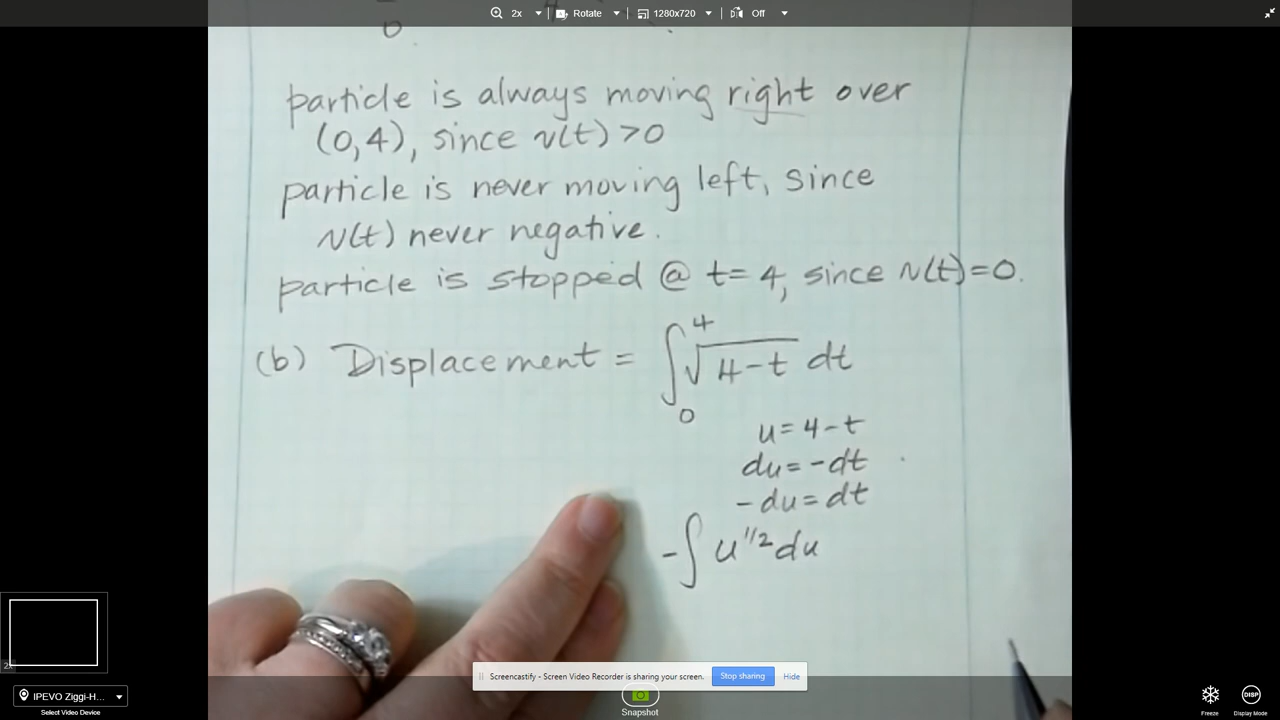 2x Rotate 1280x720 Off
0
particle is always moving right over
(0,4), since v(t) >0
particle is never moving left, since
v(t) never negative.
particle is stopped @ t= 4, since v(t)=0.
(b) Displacement = ∫₀⁴ √(4-t) dt
u= 4-t
du= -dt
-du= dt
-∫ u^1/2 du
2x
Screencastify - Screen Video Recorder is sharing your screen. Stop sharing Hide
IPEVO Ziggi-H...
Select Video Device
Snapshot
Freeze
DISP
Display Mode